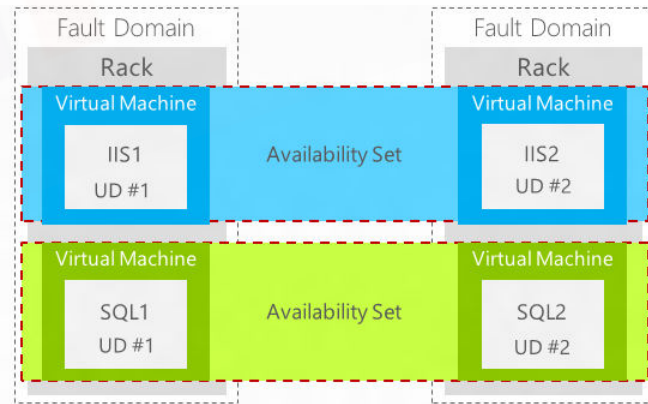 Fault Domain
Fault Domain
Rack
Rack
Virtual Machine
Virtual Machine
IIS1
Availability Set
IIS2
UD #1
UD #2
Virtual Machine
Virtual Machine
SQL1
Availability Set
SQL2
UD #1
UD #2